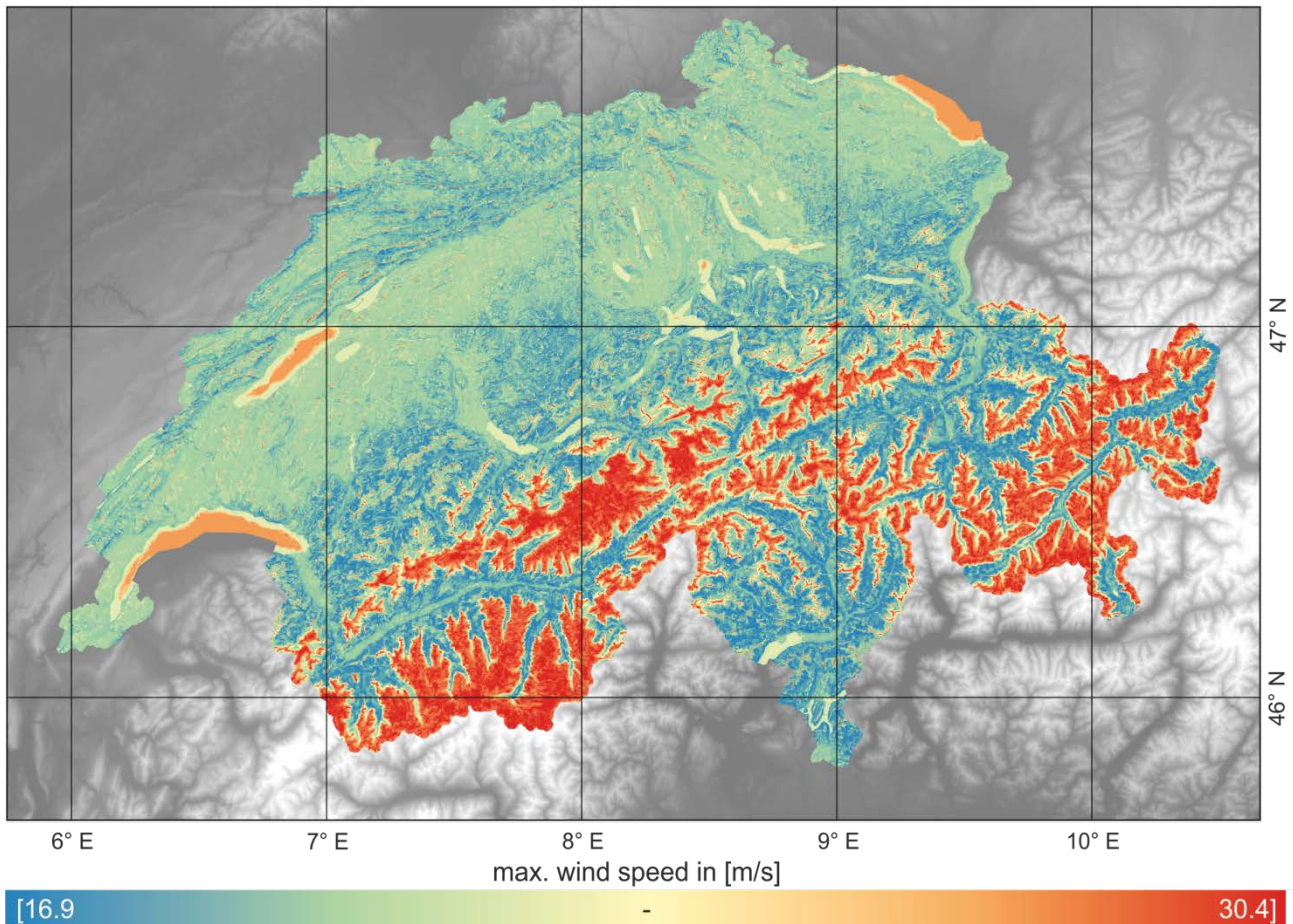 47° N
46° N
6° E 7° E 8° E 9° E 10° E
max. wind speed in [m/s]
[16.9 - 30.4]